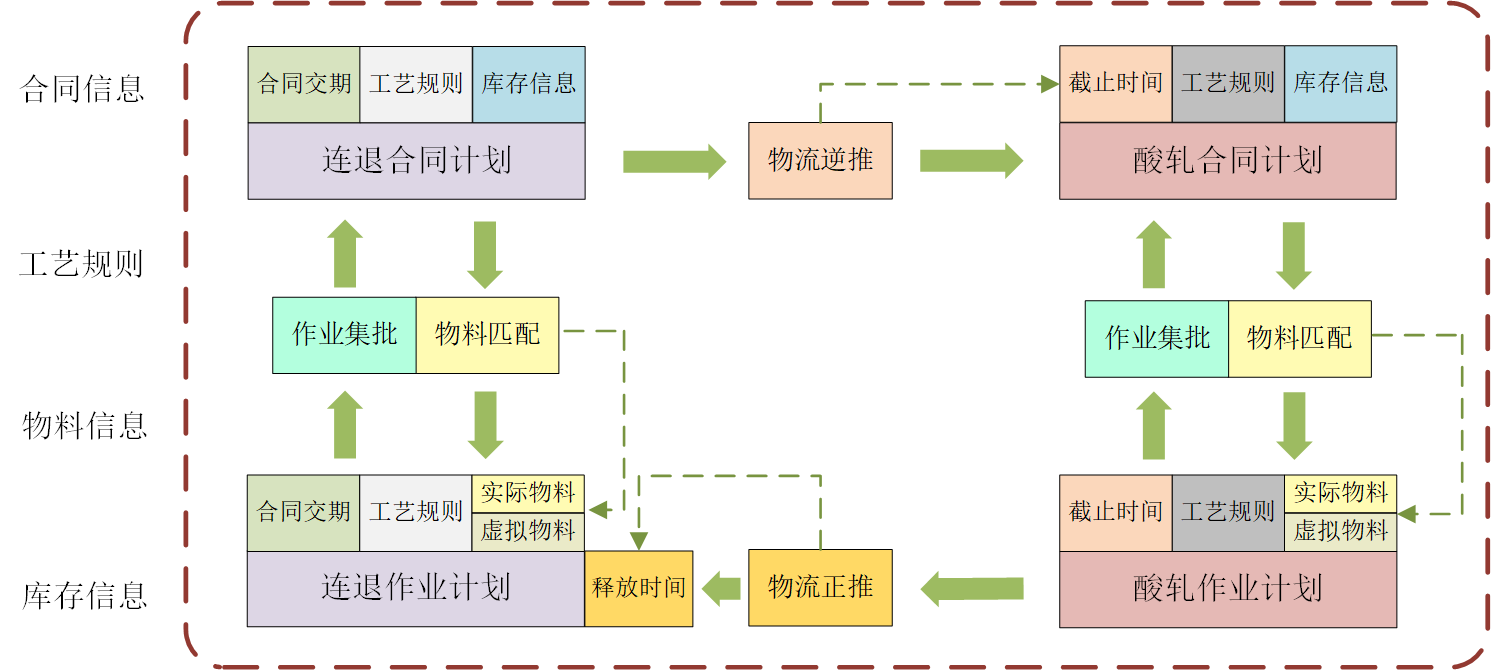 合同信息
工艺规则
物料信息
库存信息
合同交期
工艺规则
库存信息
连退合同计划
物流逆推
截止时间
工艺规则
库存信息
酸轧合同计划
作业集批
物料匹配
作业集批
物料匹配
合同交期
工艺规则
实际物料
虚拟物料
连退作业计划
释放时间
物流正推
截止时间
工艺规则
实际物料
虚拟物料
酸轧作业计划